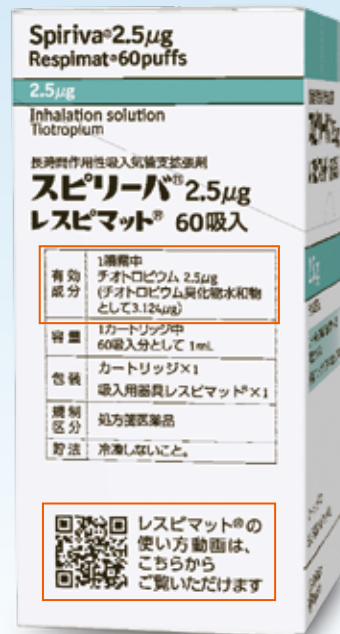 Spiriva®2.5μg
Respimat®60puffs
2.5μg
Inhalation solution
Tiotropium
長時間作用性吸入気管支拡張剤
スピリーバ®2.5μg
レスピマット® 60吸入
有効成分
1噴霧中
チオトロピウム 2.5μg
(チオトロピウム臭化物水和物
として3.124μg)
容量
1カートリッジ中
60吸入分として 1mL
包装
カートリッジ×1
吸入用器具レスピマット®×1
規制区分
処方箋医薬品
貯法
冷凍しないこと。
レスピマット®の
使い方動画は、
こちらから
ご覧いただけます